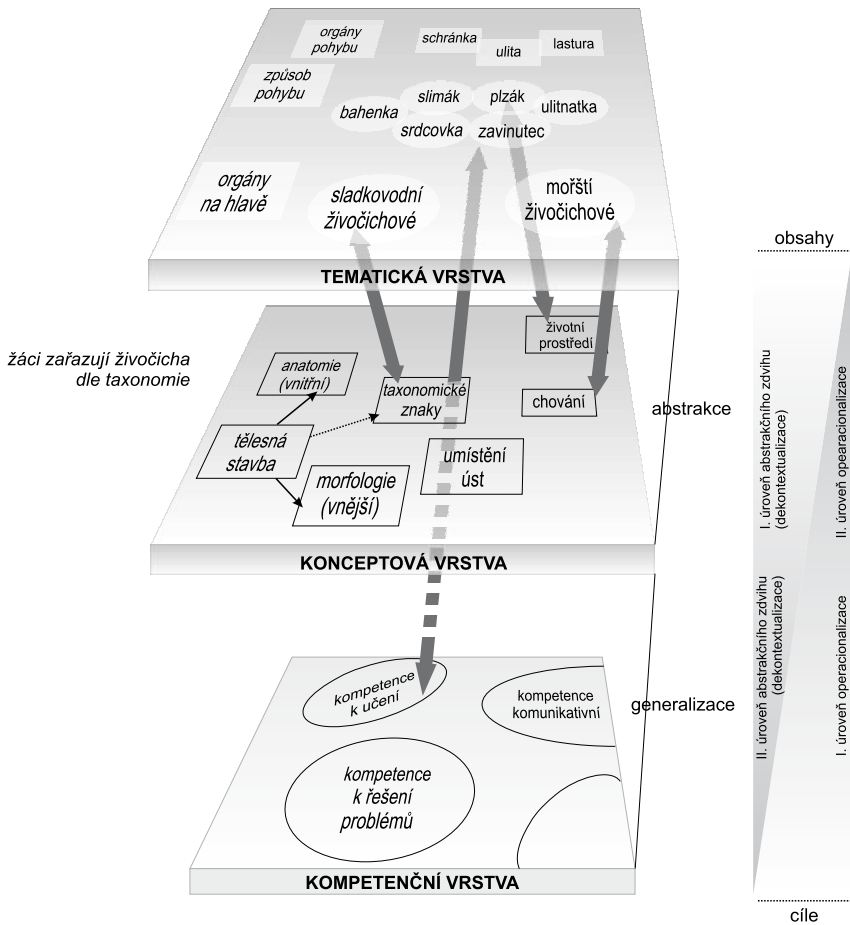 orgány
pohybu
schránka
ulita
lastura
způsob
pohybu
slimák
plzák
bahenka
ulitnatka
srdcovka
zavinutec
orgány
na hlavě
sladkovodní
živočichové
mořští
živočichové
obsahy
TEMATICKÁ VRSTVA
životní
prostředí
žáci zařazují živočicha
dle taxonomie
anatomie
(vnitřní)
taxonomické
znaky
chování
abstrakce
tělesná
stavba
umístění
úst
morfologie
(vnější)
I. úroveň abstrakčního zdvihu
(dekontextualizace)
II. úroveň opearacionalizace
KONCEPTOVÁ VRSTVA
kompetence
k učení
kompetence
komunikativní
generalizace
II. úroveň abstrakčního zdvihu
(dekontextualizace)
I. úroveň operacionalizace
kompetence
k řešení
problémů
KOMPETENČNÍ VRSTVA
cíle